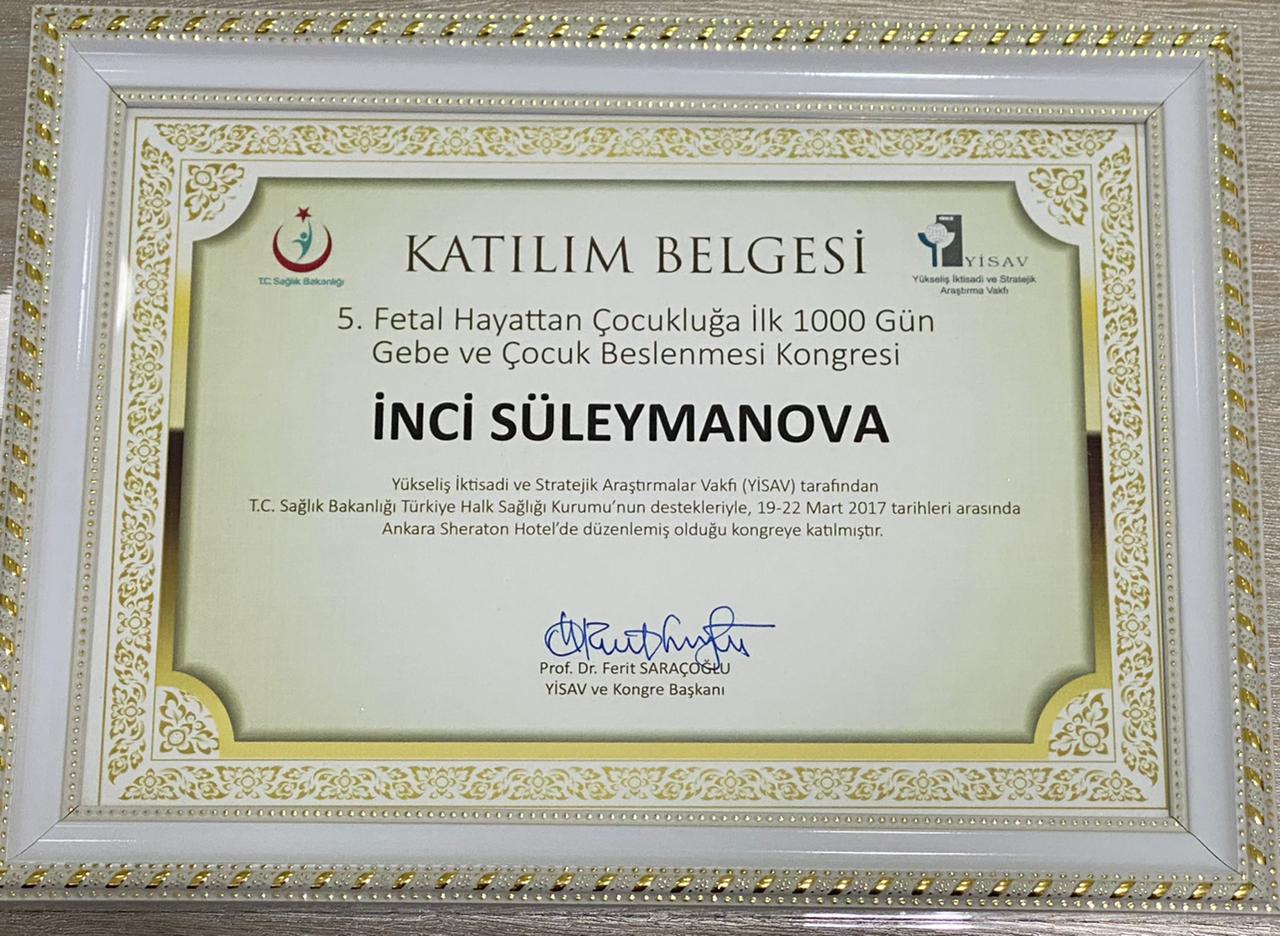 T.C. Sağlık Bakanlığı
KATILIM BELGESİ
YİSAV
Yükseliş İktisadi ve Stratejik
Araştırma Vakfı
5. Fetal Hayattan Çocukluğa İlk 1000 Gün
Gebe ve Çocuk Beslenmesi Kongresi
İNCİ SÜLEYMANOVA
Yükseliş İktisadi ve Stratejik Araştırmalar Vakfı (YİSAV) tarafından
T.C. Sağlık Bakanlığı Türkiye Halk Sağlığı Kurumu’nun destekleriyle, 19-22 Mart 2017 tarihleri arasında
Ankara Sheraton Hotel’de düzenlemiş olduğu kongreye katılmıştır.
Prof. Dr. Ferit SARAÇOĞLU
YİSAV ve Kongre Başkanı